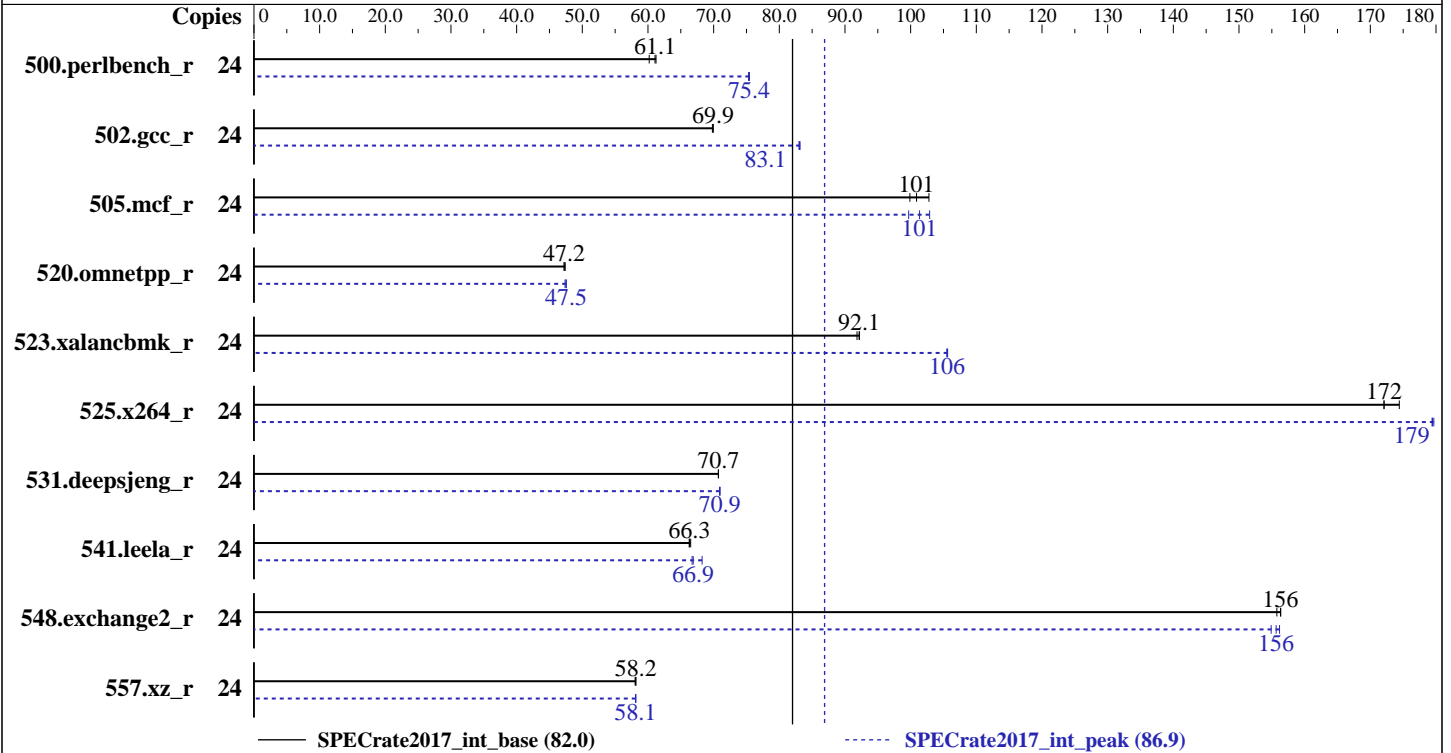 Copies 0 10.0 20.0 30.0 40.0 50.0 60.0 70.0 80.0 90.0 100 110 120 130 140 150 160 170 180
61.1
500.perlbench_r 24
75.4
69.9
502.gcc_r 24
83.1
101
505.mcf_r 24
101
47.2
520.omnetpp_r 24
47.5
92.1
523.xalancbmk_r 24
106
172
525.x264_r 24
179
70.7
531.deepsjeng_r 24
70.9
66.3
541.leela_r 24
66.9
156
548.exchange2_r 24
156
58.2
557.xz_r 24
58.1
SPECrate2017_int_base (82.0) SPECrate2017_int_peak (86.9)